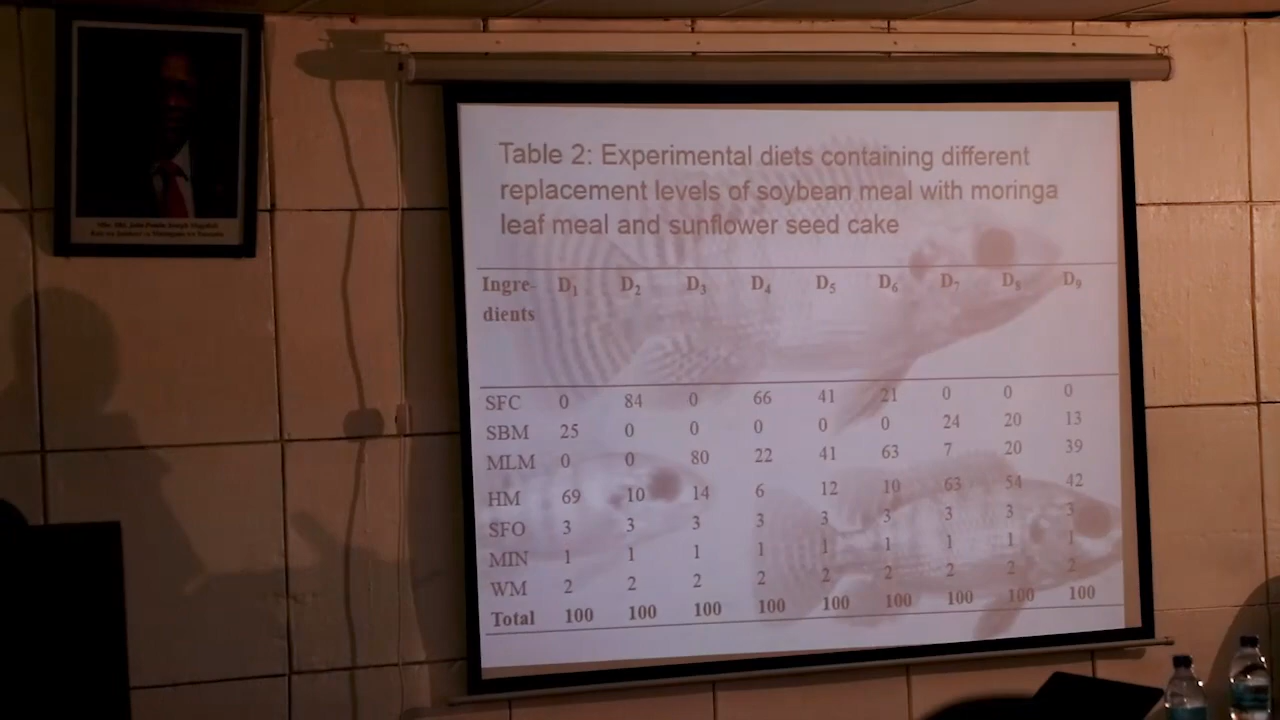 Table 2: Experimental diets containing different
replacement levels of soybean meal with moringa
leaf meal and sunflower seed cake
Ingre- D1 D2 D3 D4 D5 D6 D7 D8 D9
dients
SFC 0 84 0 66 41 21 0 0 0
SBM 25 0 0 0 0 0 24 20 13
MLM 0 0 80 22 41 63 7 20 39
HM 69 10 14 6 12 10 63 54 42
SFO 3 3 3 3 3 3 3 3 3
MIN 1 1 1 1 1 1 1 1 1
WM 2 2 2 2 2 2 2 2 2
Total 100 100 100 100 100 100 100 100 100